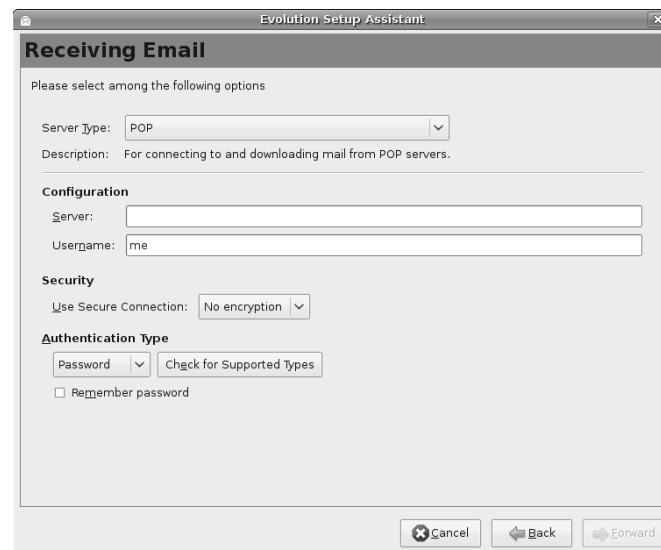 Evolution Setup Assistant
Receiving Email
Please select among the following options
Server Type: POP
Description: For connecting to and downloading mail from POP servers.
Configuration
Server:
Username: me
Security
Use Secure Connection: No encryption
Authentication Type
Password Check for Supported Types
Remember password
Cancel Back Forward